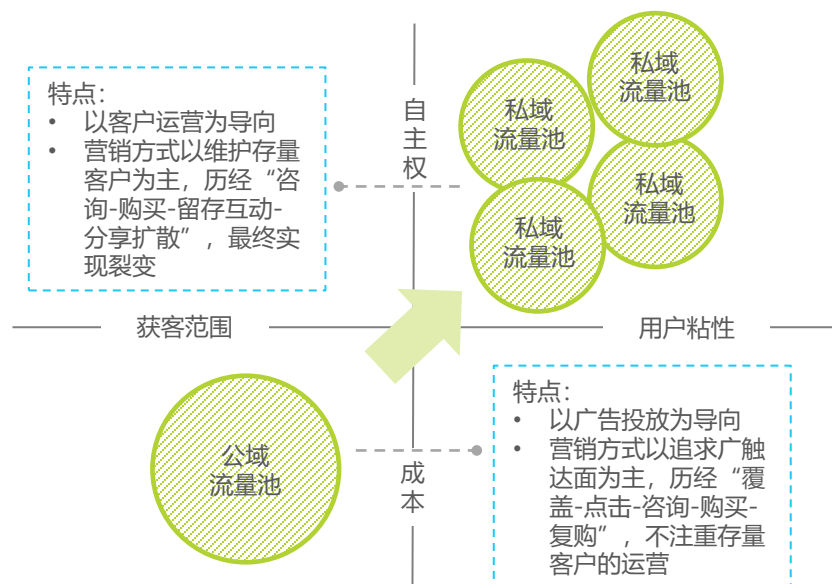 特点：
• 以客户运营为导向
• 营销方式以维护存量
客户为主，历经“咨
询-购买-留存互动-
分享扩散”，最终实
现裂变
自
主
权
私域
流量池
私域
流量池
私域
流量池
私域
流量池
获客范围
用户粘性
公域
流量池
成
本
特点：
• 以广告投放为导向
• 营销方式以追求广触
达面为主，历经“覆
盖-点击-咨询-购买-
复购”，不注重存量
客户的运营